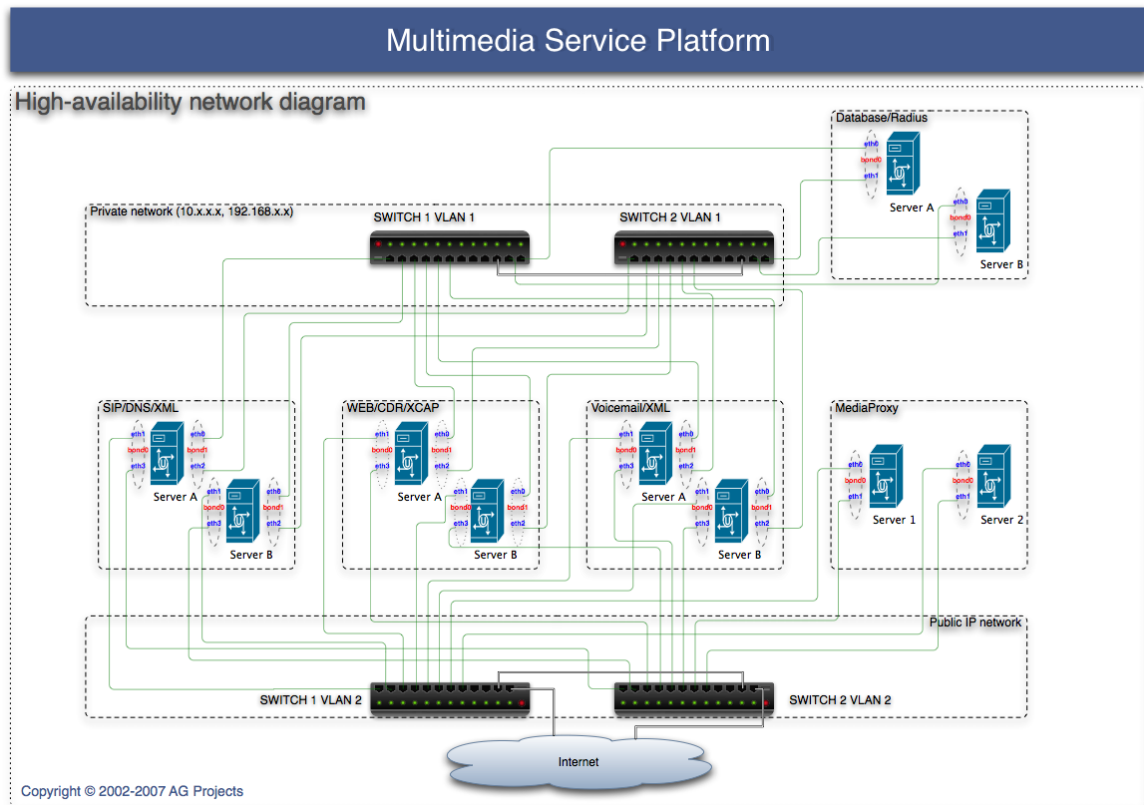 Multimedia Service Platform
High-availability network diagram
Database/Radius
eth0
bond0
eth1
Server A
eth0
bond0
eth1
Server B
Private network (10.x.x.x, 192.168.x.x)
SWITCH 1 VLAN 1
SWITCH 2 VLAN 1
SIP/DNS/XML
eth1
bond0
eth3
eth0
bond1
eth2
Server A
eth1
bond0
eth3
eth0
bond1
eth2
Server B
WEB/CDR/XCAP
eth1
bond0
eth3
eth0
bond1
eth2
Server A
eth1
bond0
eth3
eth0
bond1
eth2
Server B
Voicemail/XML
eth1
bond0
eth3
eth0
bond1
eth2
Server A
eth1
bond0
eth3
eth0
bond1
eth2
Server B
MediaProxy
eth0
bond0
eth1
Server 1
eth0
bond0
eth1
Server 2
Public IP network
SWITCH 1 VLAN 2
SWITCH 2 VLAN 2
Internet
Copyright © 2002-2007 AG Projects